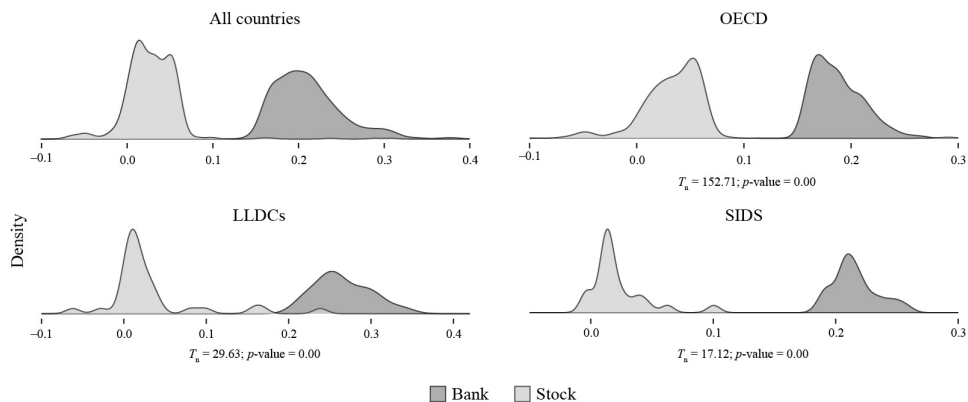 All countries
OECD
−0.1 0.0 0.1 0.2 0.3 0.4
−0.1 0.0 0.1 0.2 0.3
Tn = 152.71; p-value = 0.00
LLDCs
SIDS
Density
−0.1 0.0 0.1 0.2 0.3 0.4
0.0 0.1 0.2 0.3
Tn = 29.63; p-value = 0.00
Tn = 17.12; p-value = 0.00
Bank Stock